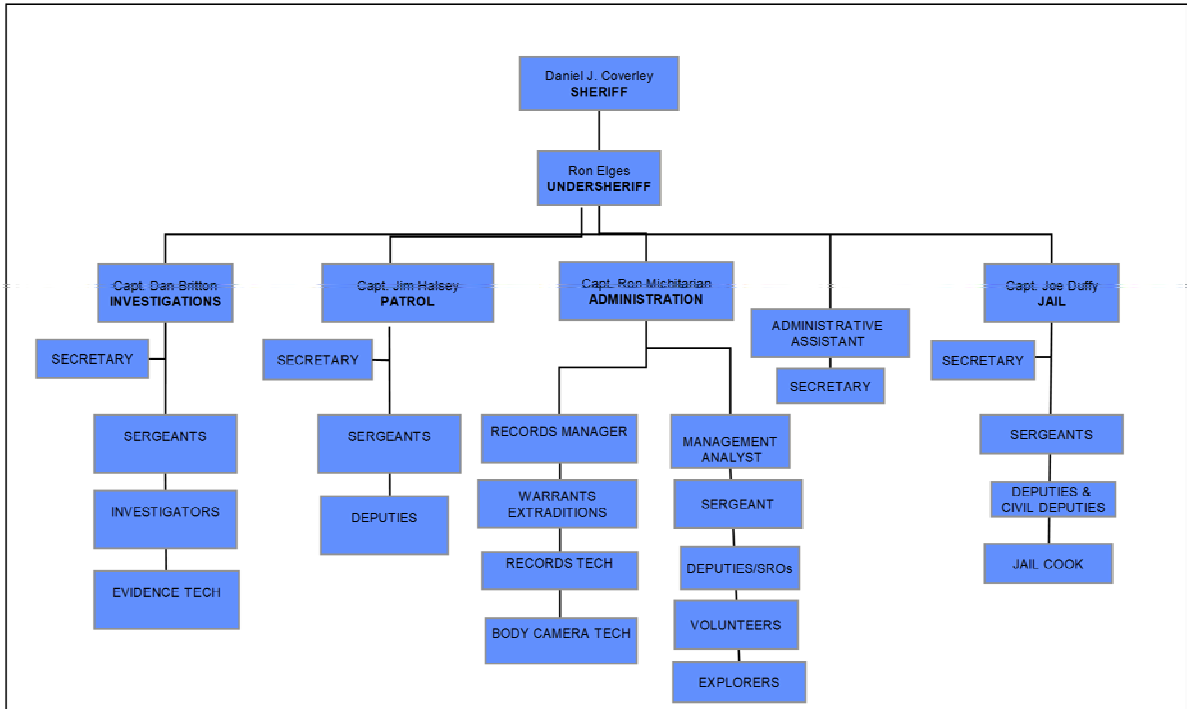 Daniel J. Coverley
SHERIFF
Ron Elges
UNDERSHERIFF
Capt. Dan Britton
INVESTIGATIONS
Capt. Jim Halsey
PATROL
Capt. Ron Michitarian
ADMINISTRATION
Capt. Joe Duffy
JAIL
ADMINISTRATIVE
ASSISTANT
SECRETARY
SECRETARY
SECRETARY
SECRETARY
SERGEANTS
SERGEANTS
RECORDS MANAGER
MANAGEMENT
ANALYST
SERGEANTS
INVESTIGATORS
DEPUTIES
WARRANTS
EXTRADITIONS
SERGEANT
DEPUTIES &
CIVIL DEPUTIES
EVIDENCE TECH
RECORDS TECH
DEPUTIES/SROs
JAIL COOK
BODY CAMERA TECH
VOLUNTEERS
EXPLORERS